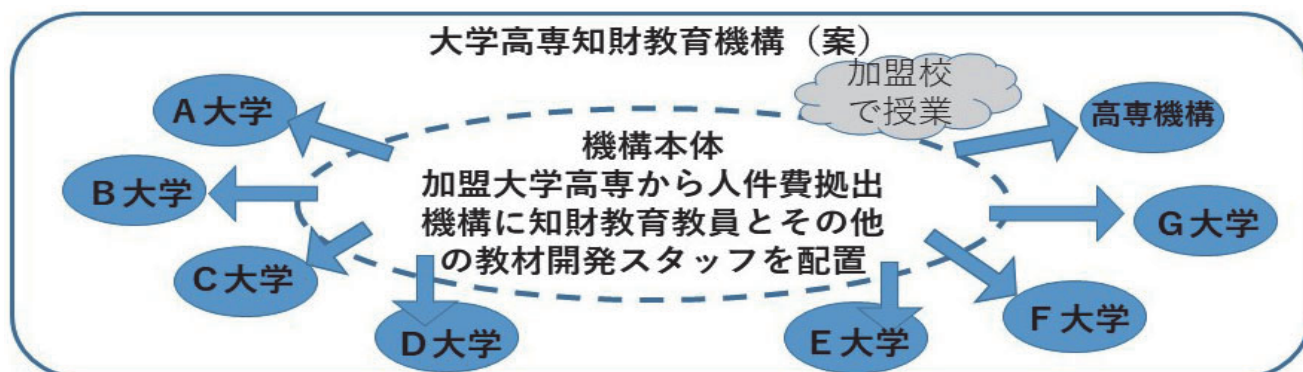 大学高専知財教育機構（案）
加盟校
で授業
A大学
高専機構
機構本体
B大学
加盟大学高専から人件費拠出
機構に知財教育教員とその他
の教材開発スタッフを配置
G大学
C大学
F大学
D大学
E大学